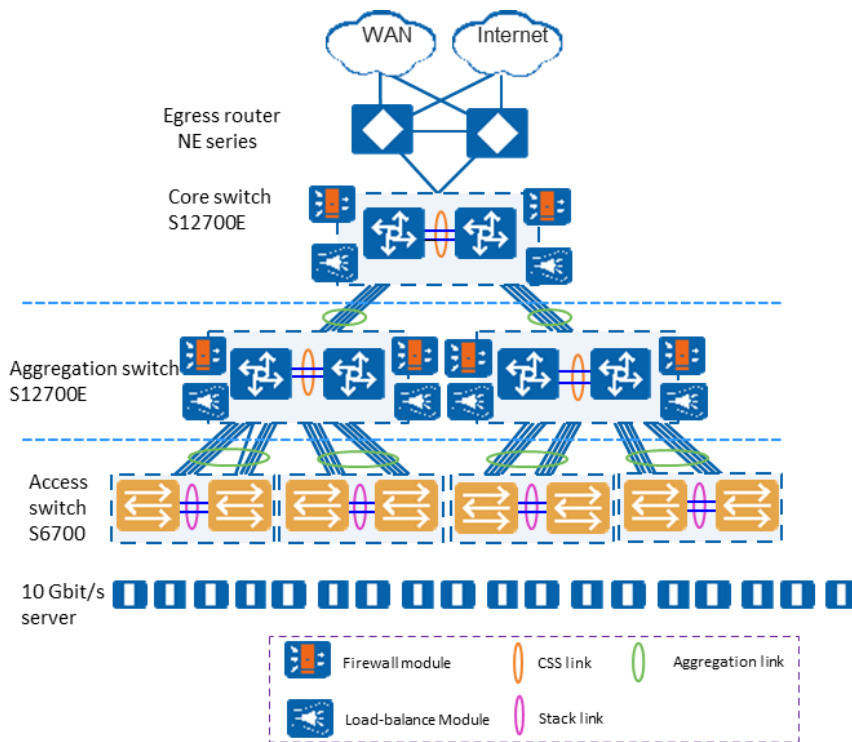 WAN
Internet
Egress router
NE series
Core switch
S12700E
Aggregation switch
S12700E
Access
switch
S6700
10 Gbit/s
server
Firewall module
CSS link
Aggregation link
Load-balance Module
Stack link